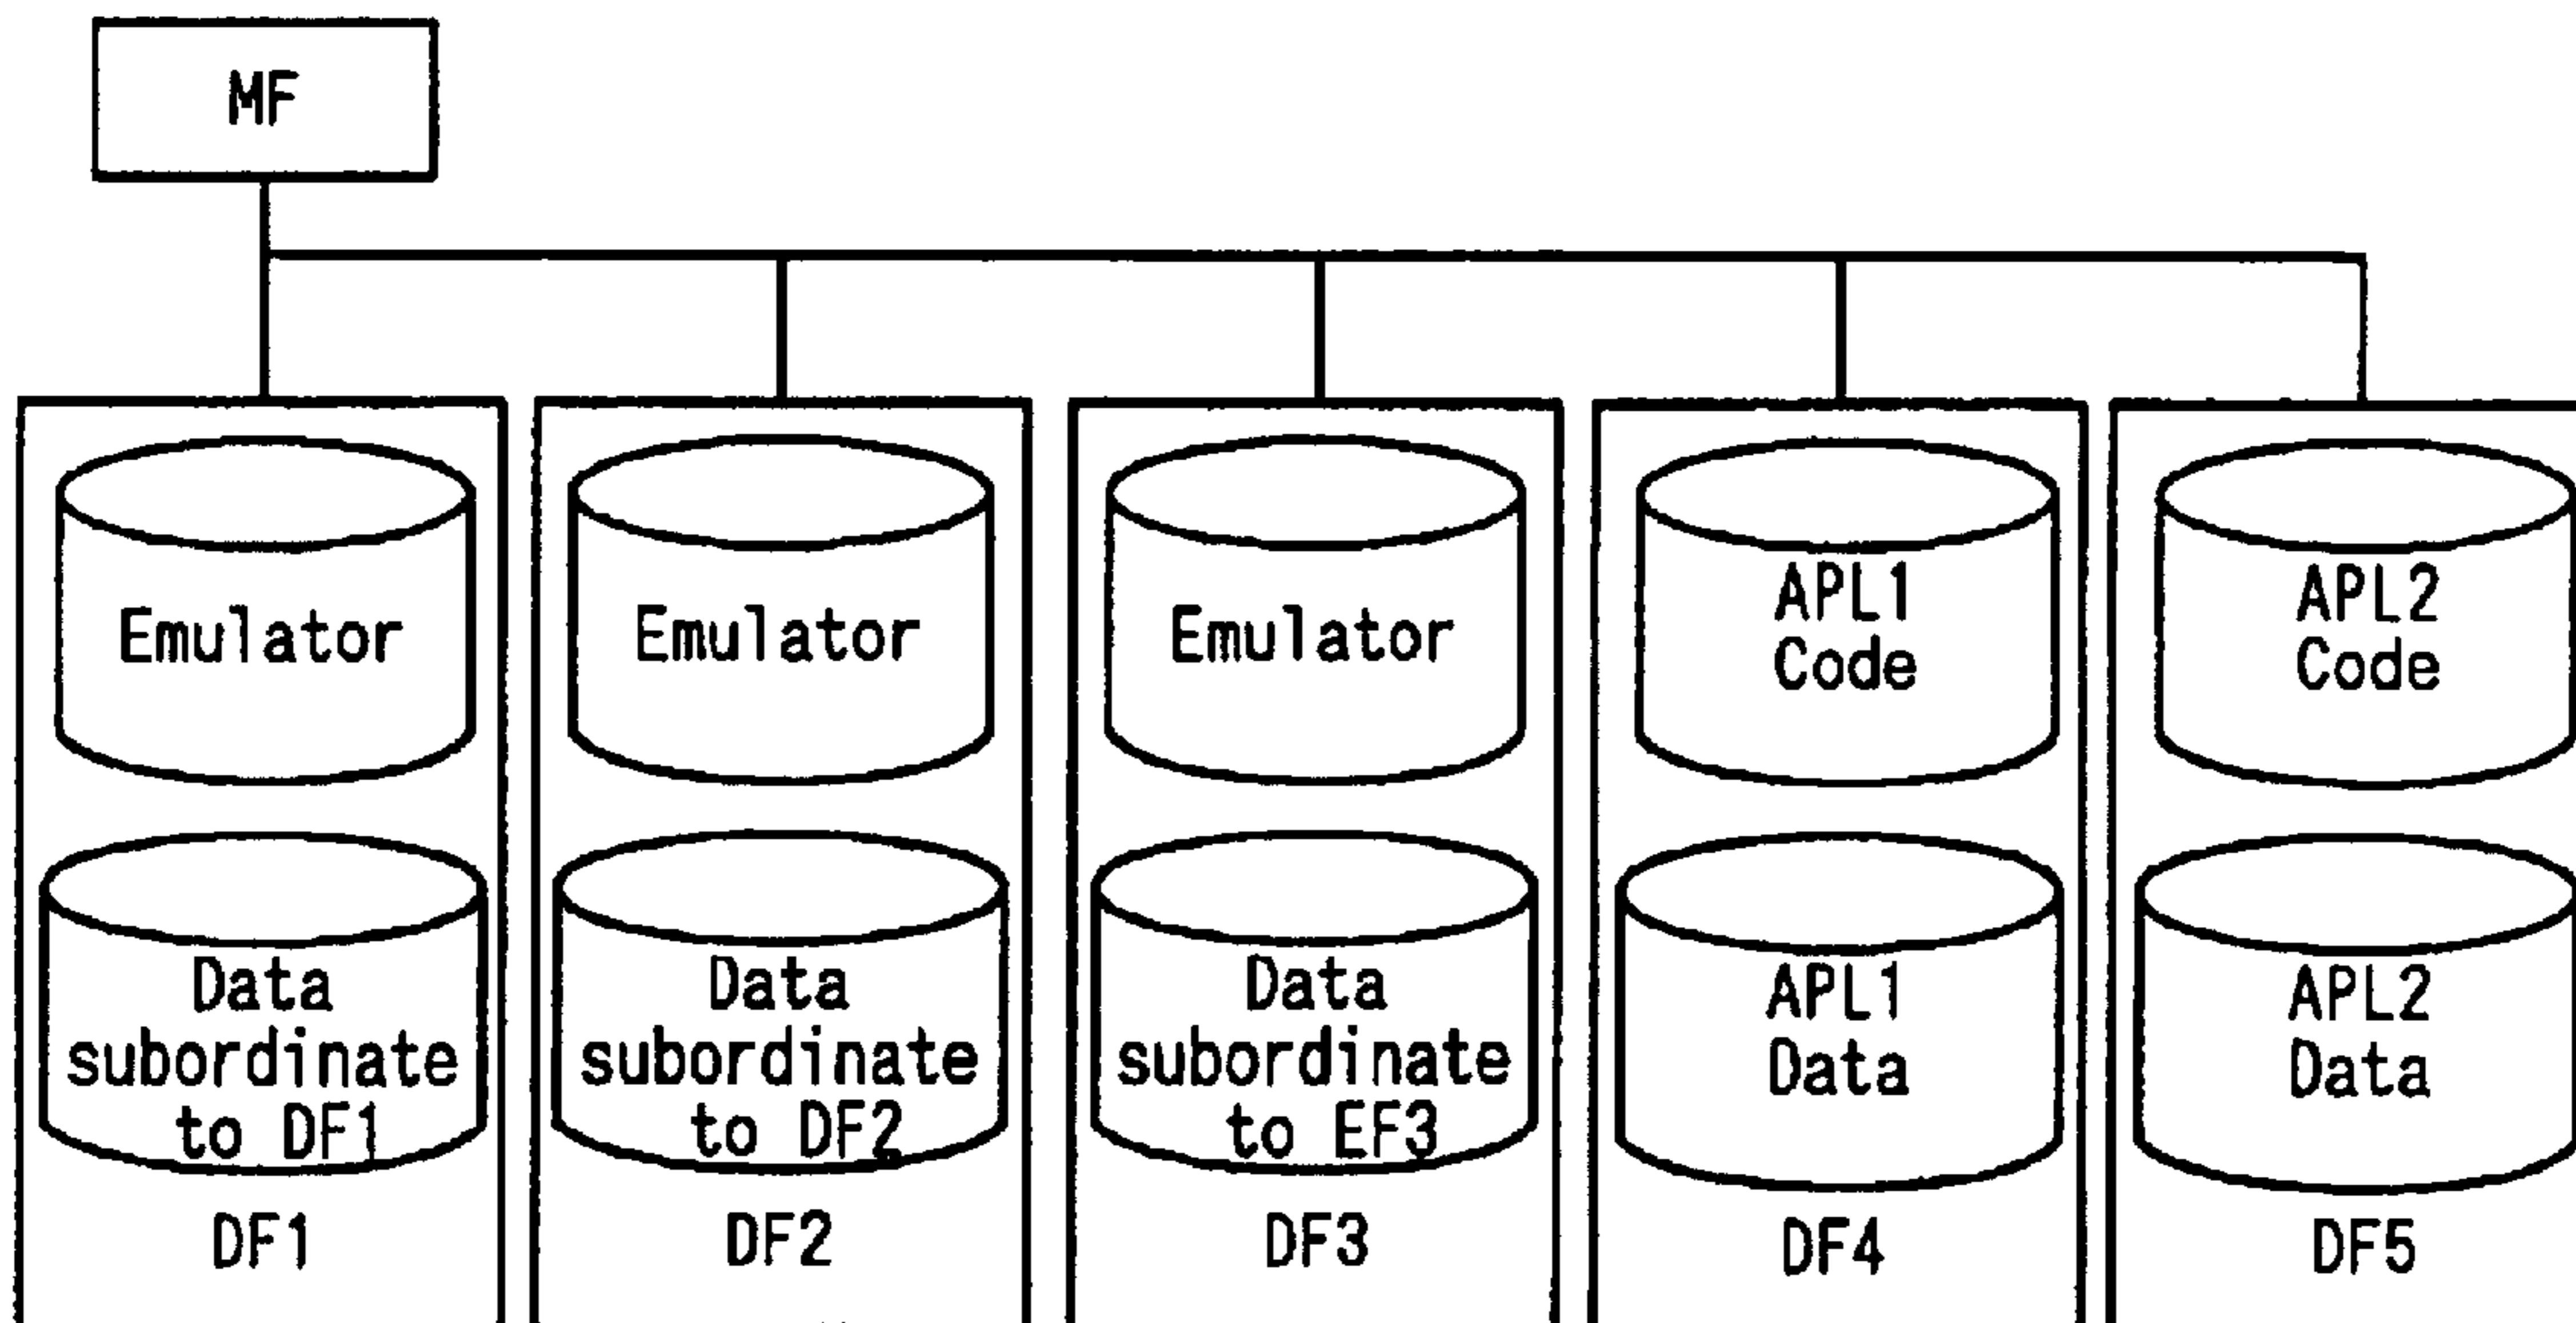 MF
Emulator
Emulator
Emulator
APL1
Code
APL2
Code
Data
subordinate
to DF1
Data
subordinate
to DF2
Data
subordinate
to EF3
APL1
Data
APL2
Data
DF1
DF2
DF3
DF4
DF5